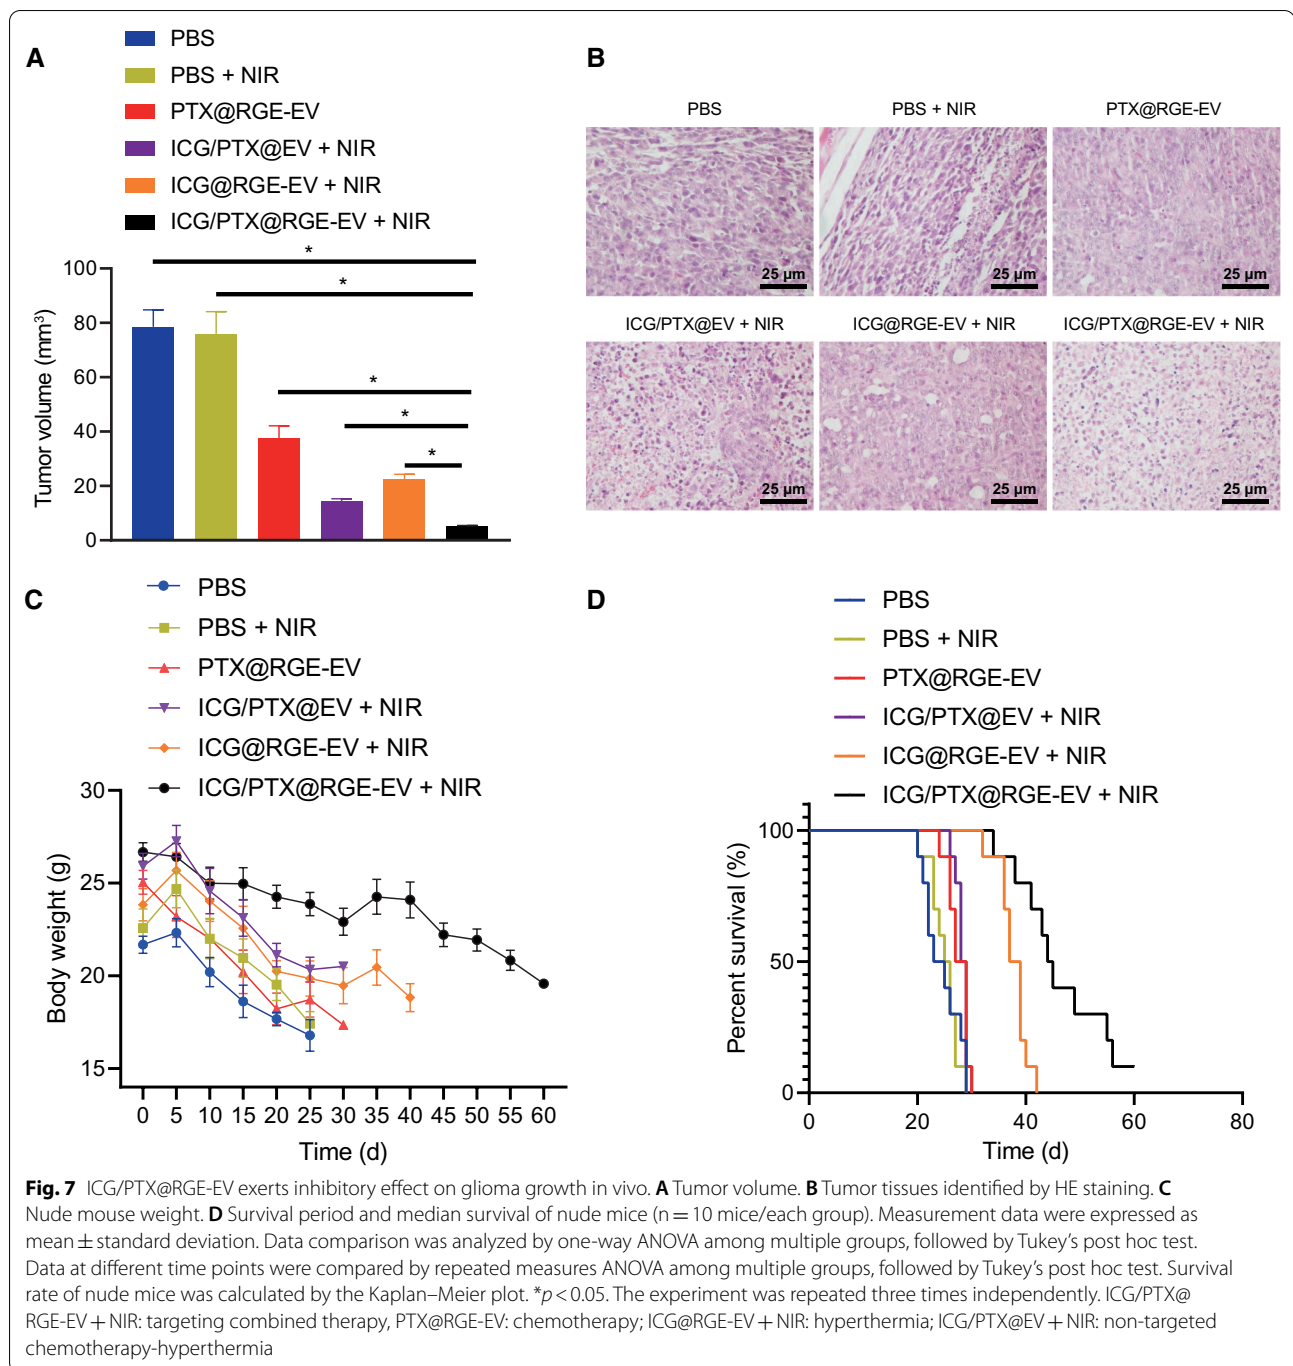 A
PBS
PBS + NIR
PTX@RGE-EV
ICG/PTX@EV + NIR
ICG@RGE-EV + NIR
ICG/PTX@RGE-EV + NIR
*
*
*
*
*
100
80
60
40
20
0
Tumor volume (mm³)
B
PBS
PBS + NIR
PTX@RGE-EV
25 µm
25 µm
25 µm
ICG/PTX@EV + NIR
ICG@RGE-EV + NIR
ICG/PTX@RGE-EV + NIR
25 µm
25 µm
25 µm
C
PBS
PBS + NIR
PTX@RGE-EV
ICG/PTX@EV + NIR
ICG@RGE-EV + NIR
ICG/PTX@RGE-EV + NIR
30
25
20
15
Body weight (g)
0 5 10 15 20 25 30 35 40 45 50 55 60
Time (d)
D
PBS
PBS + NIR
PTX@RGE-EV
ICG/PTX@EV + NIR
ICG@RGE-EV + NIR
ICG/PTX@RGE-EV + NIR
100
50
0
Percent survival (%)
0 20 40 60 80
Time (d)
Fig. 7 ICG/PTX@RGE-EV exerts inhibitory effect on glioma growth in vivo. A Tumor volume. B Tumor tissues identified by HE staining. C
Nude mouse weight. D Survival period and median survival of nude mice (n = 10 mice/each group). Measurement data were expressed as
mean ± standard deviation. Data comparison was analyzed by one-way ANOVA among multiple groups, followed by Tukey's post hoc test.
Data at different time points were compared by repeated measures ANOVA among multiple groups, followed by Tukey's post hoc test. Survival
rate of nude mice was calculated by the Kaplan–Meier plot. *p < 0.05. The experiment was repeated three times independently. ICG/PTX@
RGE-EV + NIR: targeting combined therapy, PTX@RGE-EV: chemotherapy; ICG@RGE-EV + NIR: hyperthermia; ICG/PTX@EV + NIR: non-targeted
chemotherapy-hyperthermia